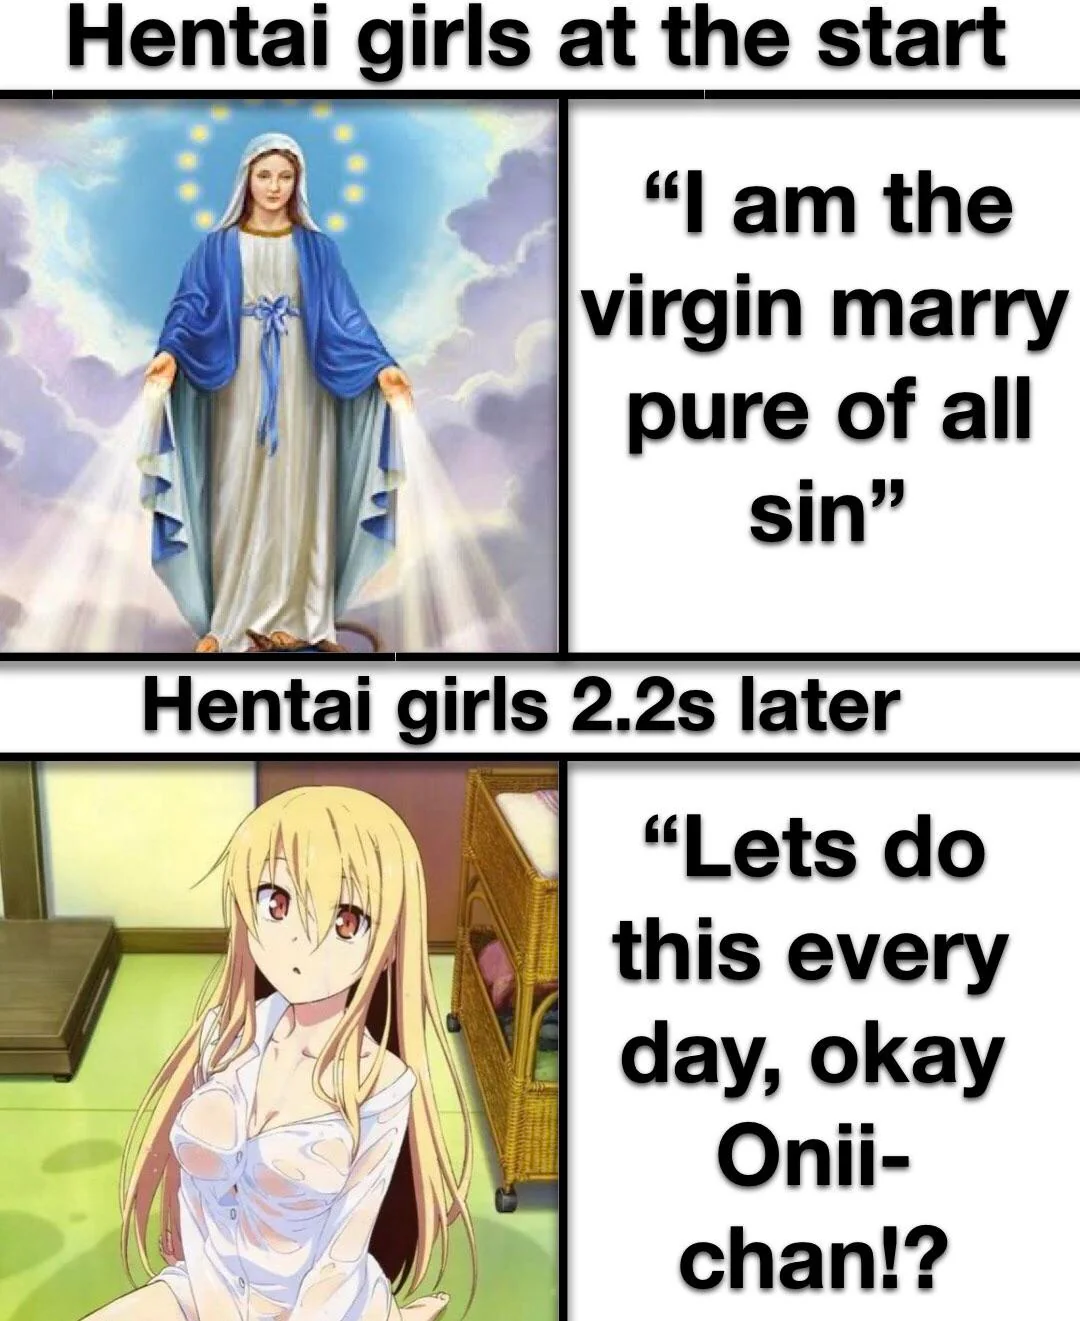 Hentai girls at the start
“I am the
virgin marry
pure of all
sin”
Hentai girls 2.2s later
“Lets do
this every
day, okay
Onii-
chan!?